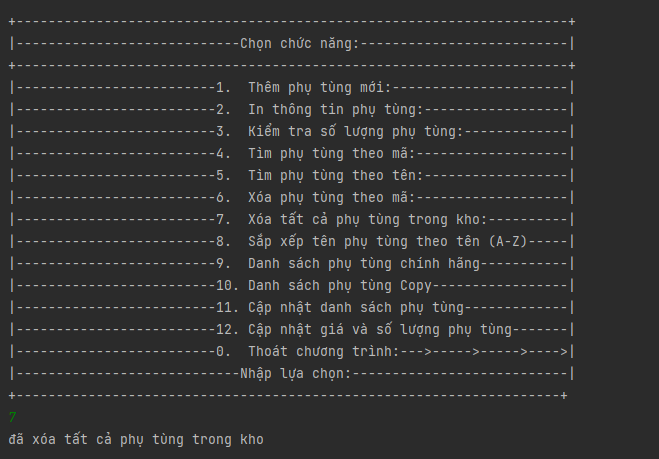 +---------------------------------------------------------------------+
|----------------------------Chọn chức năng:--------------------------|
+---------------------------------------------------------------------+
|-------------------------1.  Thêm phụ tùng mới:----------------------|
|-------------------------2.  In thông tin phụ tùng:------------------|
|-------------------------3.  Kiểm tra số lượng phụ tùng:-------------|
|-------------------------4.  Tìm phụ tùng theo mã:-------------------|
|-------------------------5.  Tìm phụ tùng theo tên:------------------|
|-------------------------6.  Xóa phụ tùng theo mã:-------------------|
|-------------------------7.  Xóa tất cả phụ tùng trong kho:----------|
|-------------------------8.  Sắp xếp tên phụ tùng theo tên (A-Z)-----|
|-------------------------9.  Danh sách phụ tùng chính hãng-----------|
|-------------------------10. Danh sách phụ tùng Copy-----------------|
|-------------------------11. Cập nhật danh sách phụ tùng-------------|
|-------------------------12. Cập nhật giá và số lượng phụ tùng-------|
|-------------------------0.  Thoát chương trình:--->----->----->---->|
|----------------------------Nhập lựa chọn:---------------------------|
+--------------------------------------------------------------------+
7
đã xóa tất cả phụ tùng trong kho